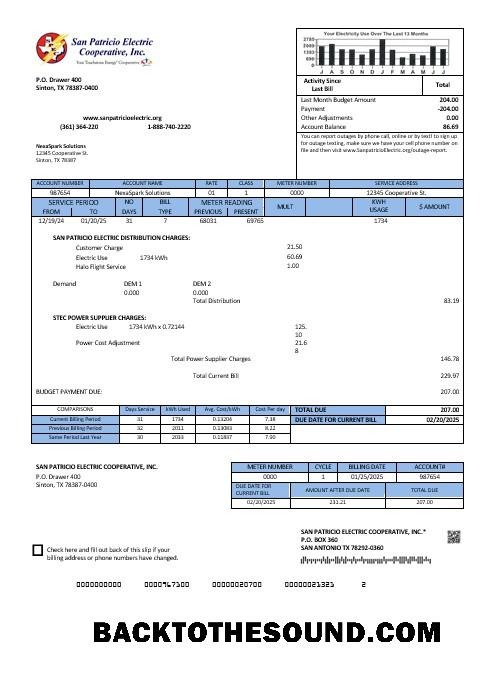 San Patricio Electric
Cooperative, Inc.
Your Touchstone Energy® Cooperative
P.O. Drawer 400
Sinton, TX 78387-0400
www.sanpatricioelectric.org
(361) 364-220 1-888-740-2220
NexaSpark Solutions
12345 Cooperative St.
Sinton, TX 78387
Your Electricity Use Over The Last 13 Months
2780
600
0
J A S O N D J F M A M J J
Activity Since
Last Bill
Total
Last Month Budget Amount 204.00
Payment -204.00
Other Adjustments 0.00
Account Balance 86.69
You can report outages by phone call, online or by text! to sign up
for outage texting, make sure we have your cell phone number on
file and then visit www.SanpatricioElectric.org/outage-report.
ACCOUNT NUMBER ACCOUNT NAME RATE CLASS METER NUMBER SERVICE ADDRESS
987654 NexaSpark Solutions 01 1 0000 12345 Cooperative St.
SERVICE PERIOD NO BILL METER READING MULT KWH $ AMOUNT
FROM TO DAYS TYPE PREVIOUS PRESENT USAGE
12/19/24 01/20/25 31 7 68031 69765 1734
SAN PATRICIO ELECTRIC DISTRIBUTION CHARGES:
Customer Charge 21.50
Electric Use 1734 kWh 60.69
Halo Flight Service 1.00
Demand DEM 1 DEM 2
0.000 0.000
Total Distribution 83.19
STEC POWER SUPPLIER CHARGES:
Electric Use 1734 kWh x 0.72144 125.
10
Power Cost Adjustment 21.6
8
Total Power Supplier Charges 146.78
Total Current Bill 229.97
BUDGET PAYMENT DUE: 207.00
COMPARISONS Days Service kWh Used Avg. Cost/kWh Cost Per day
Current Billing Period 31 1734 0.13204 7.38
Previous Billing Period 32 2011 0.13083 8.22
Same Period Last Year 30 2033 0.11837 7.90
TOTAL DUE 207.00
DUE DATE FOR CURRENT BILL 02/20/2025
SAN PATRICIO ELECTRIC COOPERATIVE, INC.
P.O. Drawer 400
Sinton, TX 78387-0400
METER NUMBER CYCLE BILLING DATE ACCOUNT#
0000 1 01/25/2025 987654
DUE DATE FOR
CURRENT BILL
AMOUNT AFTER DUE DATE TOTAL DUE
02/20/2025 231.21 207.00
SAN PATRICIO ELECTRIC COOPERATIVE, INC.*
P.O. BOX 360
SAN ANTONIO TX 78292-0360
Check here and fill out back of this slip if your
billing address or phone numbers have changed.
0000000000 0000967100 00000020700 00000021321 2
BACKTOTHESOUND.COM